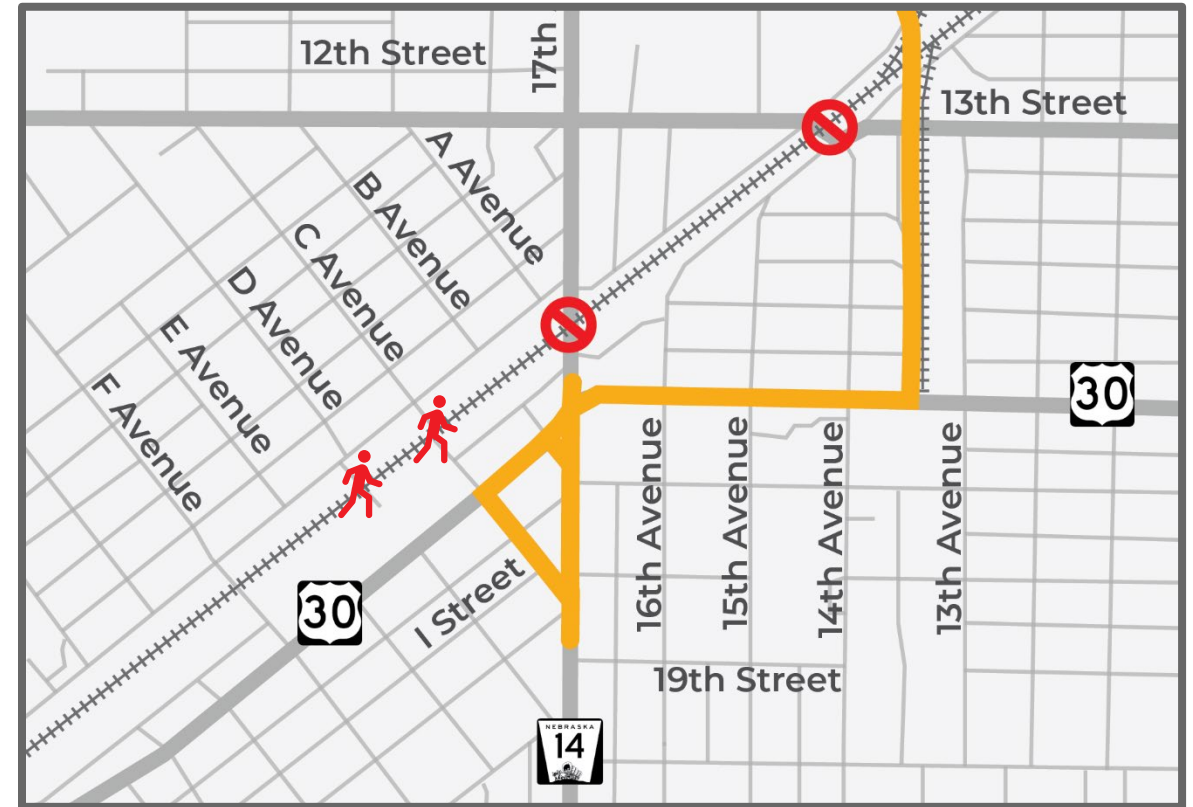 12th Street
17th
13th Street
A Avenue
B Avenue
C Avenue
D Avenue
E Avenue
F Avenue
30
16th Avenue
15th Avenue
14th Avenue
13th Avenue
I Street
30
19th Street
NEBRASKA
14